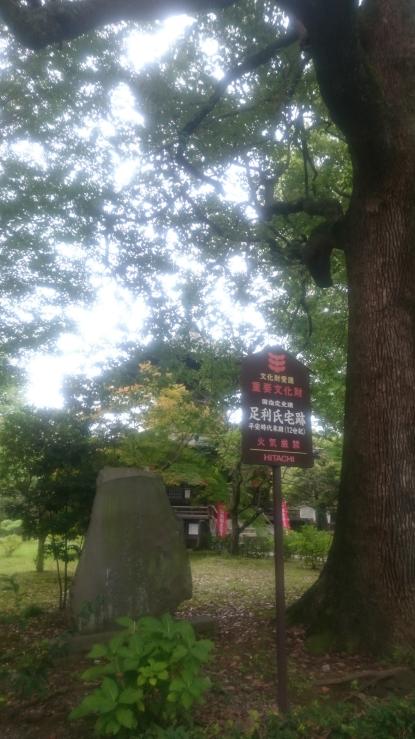 文化財愛護
重要文化財
国指定史跡
足利氏宅跡
平安時代末期(12世紀)
火気厳禁
HITACHI